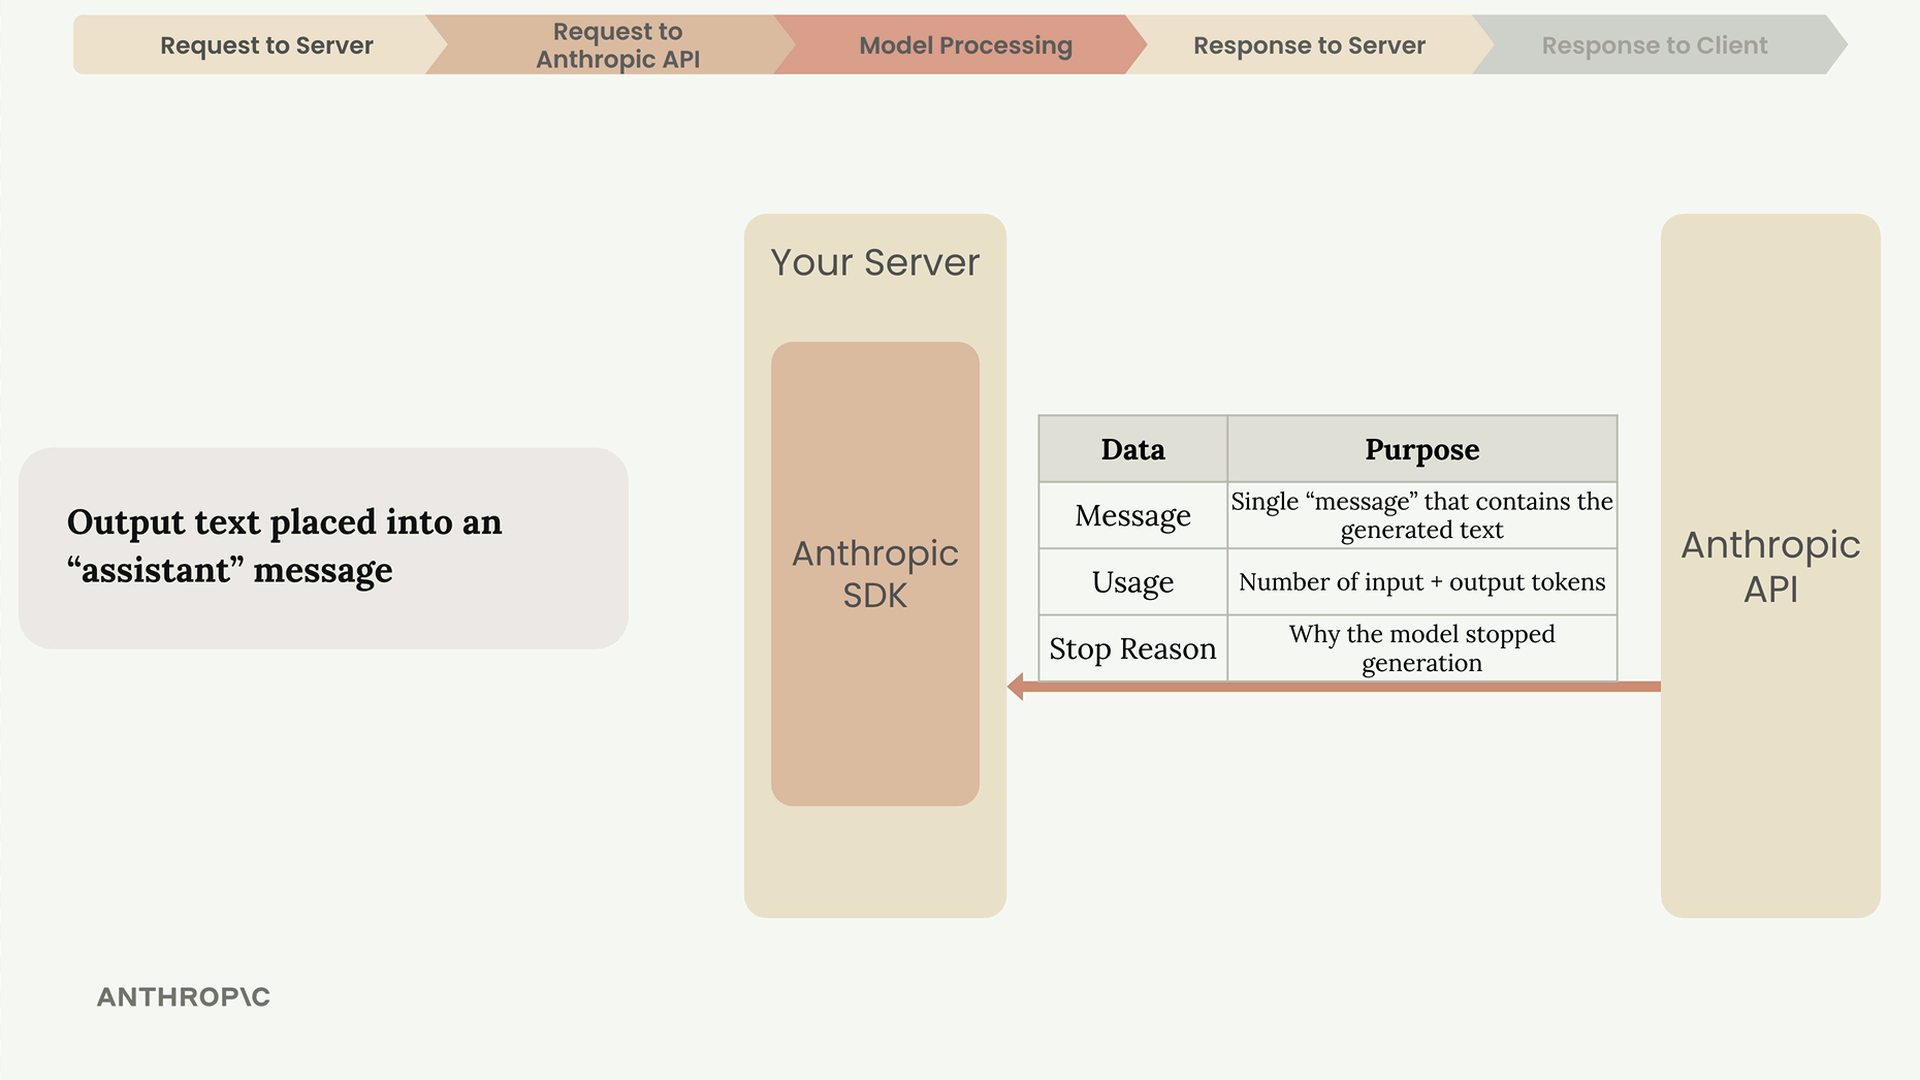 Request to Server
Request to
Anthropic API
Model Processing
Response to Server
Response to Client
Your Server
Anthropic
SDK
Output text placed into an
“assistant” message
Data
Purpose
Message
Single “message” that contains the
generated text
Usage
Number of input + output tokens
Stop Reason
Why the model stopped
generation
Anthropic
API
ANTHROP\C